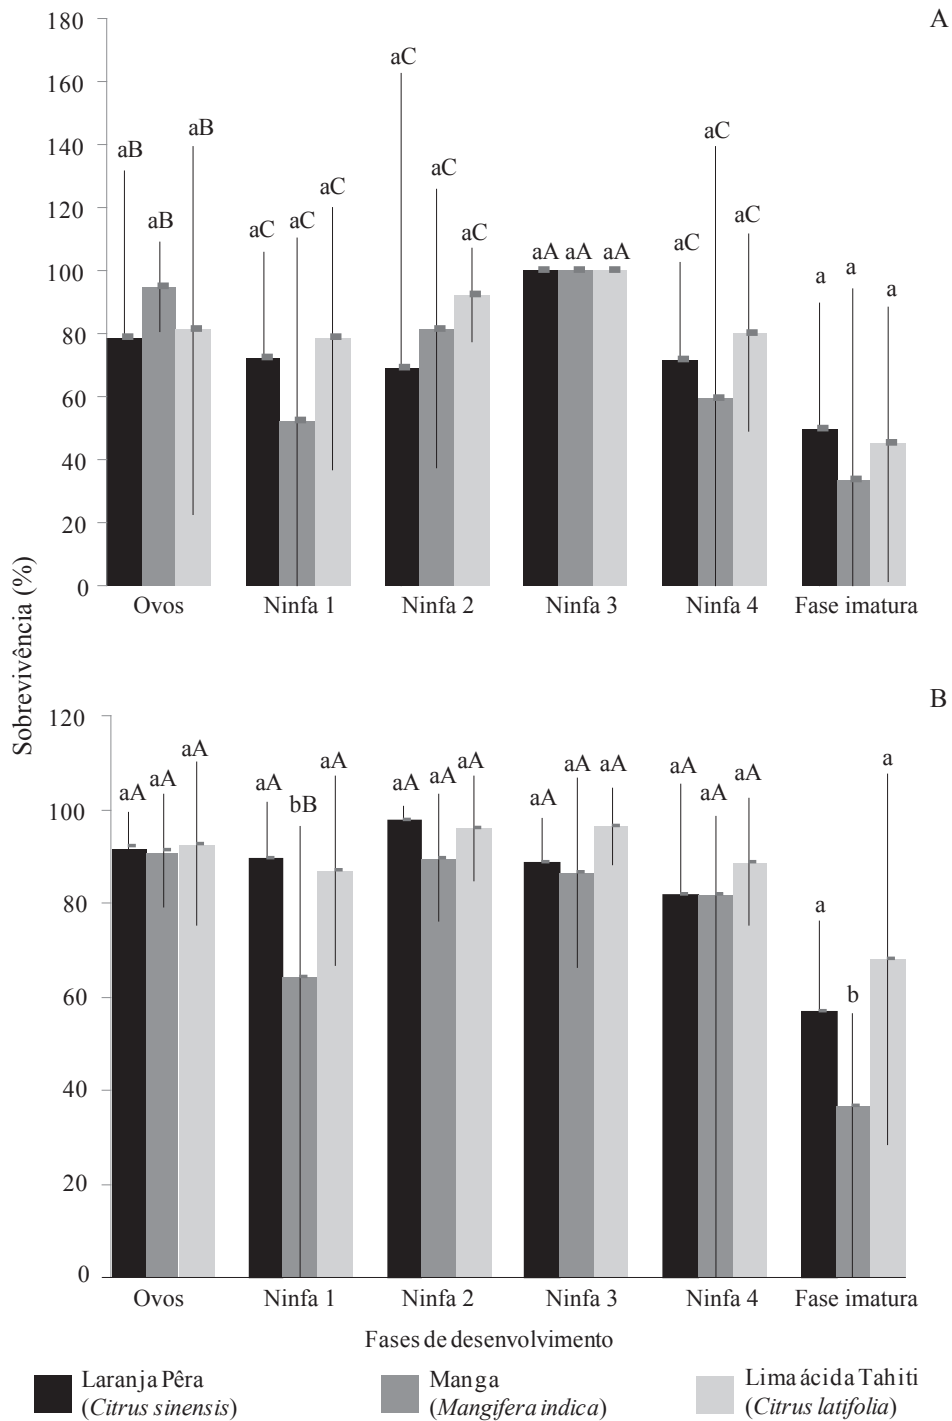 A
180
160
140
120
100
80
60
40
20
0
aB
aB
aB
aC
aC
aC
aC
aC
aC
aA aA aA
aC
aC
aC
a
a
a
Ovos Ninfa 1 Ninfa 2 Ninfa 3 Ninfa 4 Fase imatura
Sobrevivência (%)
B
120
100
80
60
40
20
0
aA
aA
aA
aA
bB
aA
aA
aA
aA
aA
aA
aA
aA
aA
aA
a
b
a
Ovos Ninfa 1 Ninfa 2 Ninfa 3 Ninfa 4 Fase imatura
Fases de desenvolvimento
Laranja Pêra
(Citrus sinensis)
Manga
(Mangifera indica)
Lima ácida Tahiti
(Citrus latifolia)